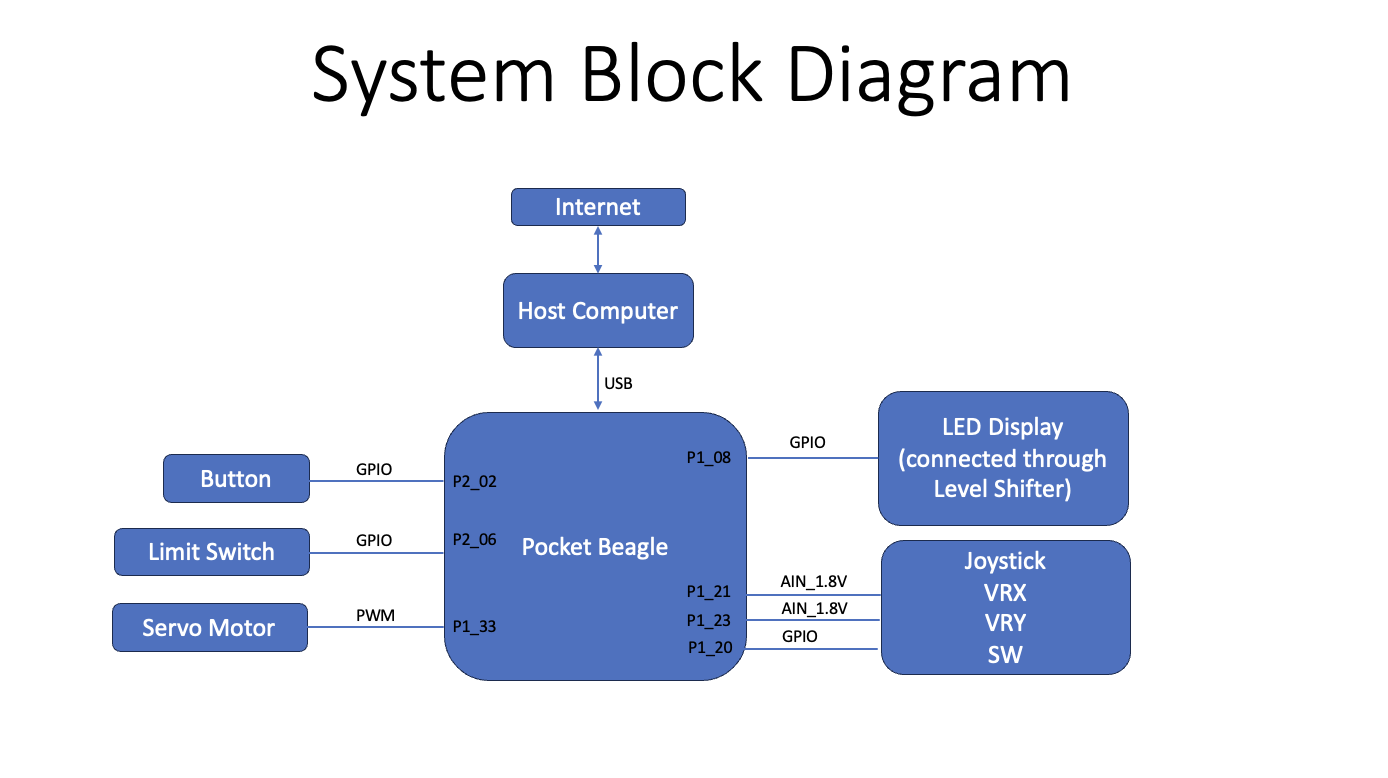 System Block Diagram
Internet
Host Computer
USB
Button
GPIO
P2_02
Limit Switch
GPIO
P2_06
Servo Motor
PWM
P1_33
Pocket Beagle
P1_08
GPIO
LED Display
(connected through
Level Shifter)
P1_21
AIN_1.8V
P1_23
AIN_1.8V
P1_20
GPIO
Joystick
VRX
VRY
SW